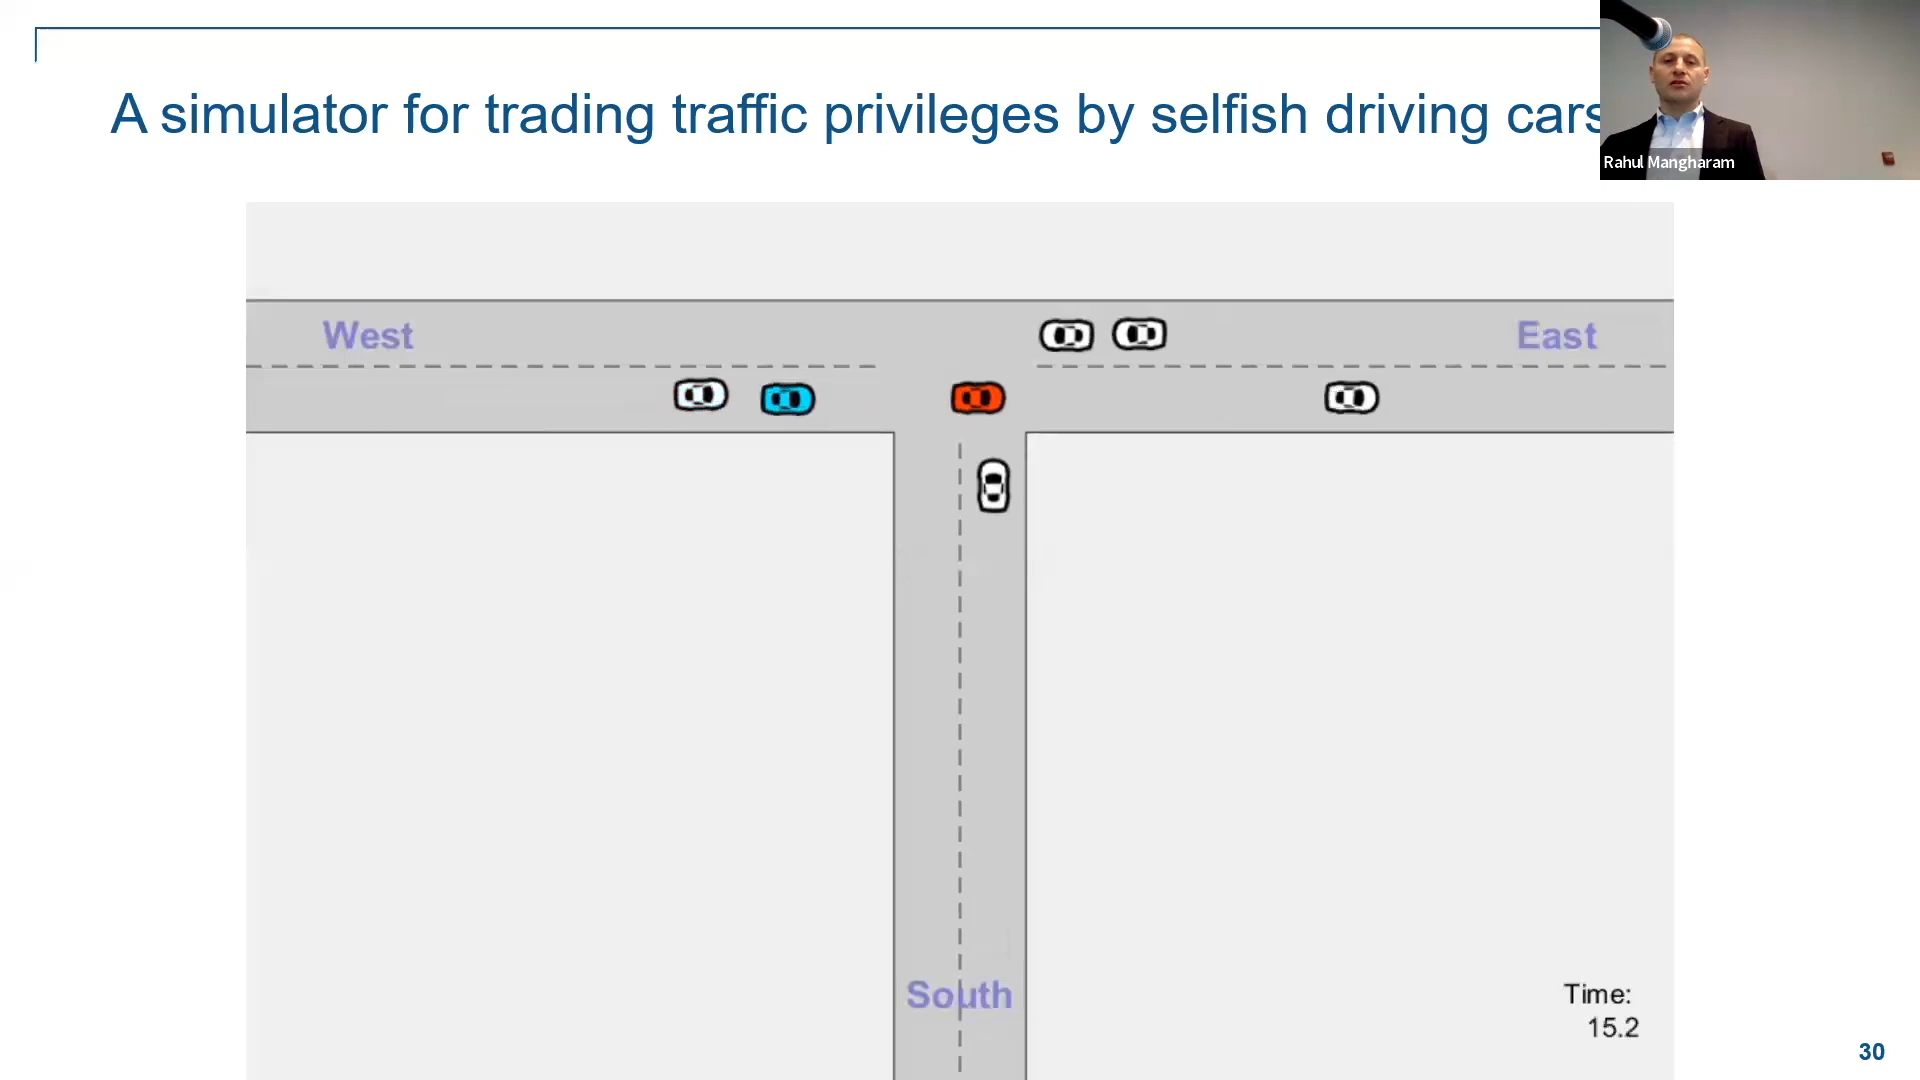 A simulator for trading traffic privileges by selfish driving cars
Rahul Mangharam
West
East
South
Time:
15.2
30